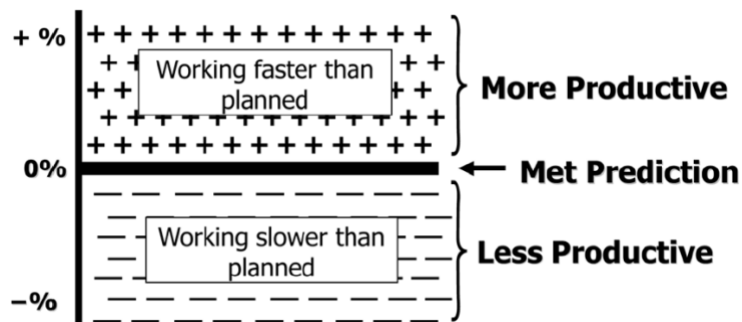 + %
Working faster than
planned
More Productive
0%
Met Prediction
Working slower than
planned
Less Productive
–%